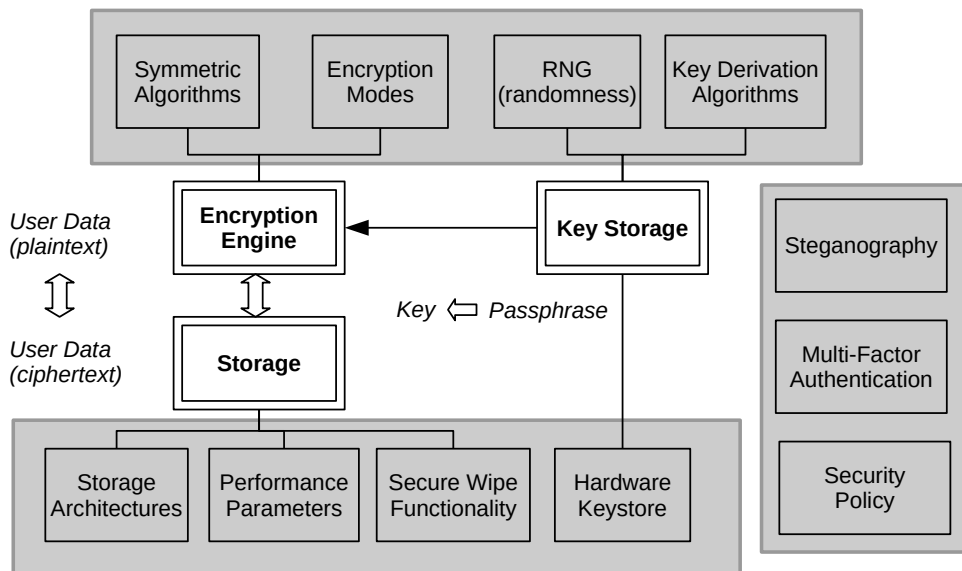 Symmetric
Algorithms
Encryption
Modes
RNG
(randomness)
Key Derivation
Algorithms
User Data
(plaintext)
Encryption
Engine
Key Storage
Steganography
Key
Passphrase
User Data
(ciphertext)
Storage
Multi-Factor
Authentication
Storage
Architectures
Performance
Parameters
Secure Wipe
Functionality
Hardware
Keystore
Security
Policy